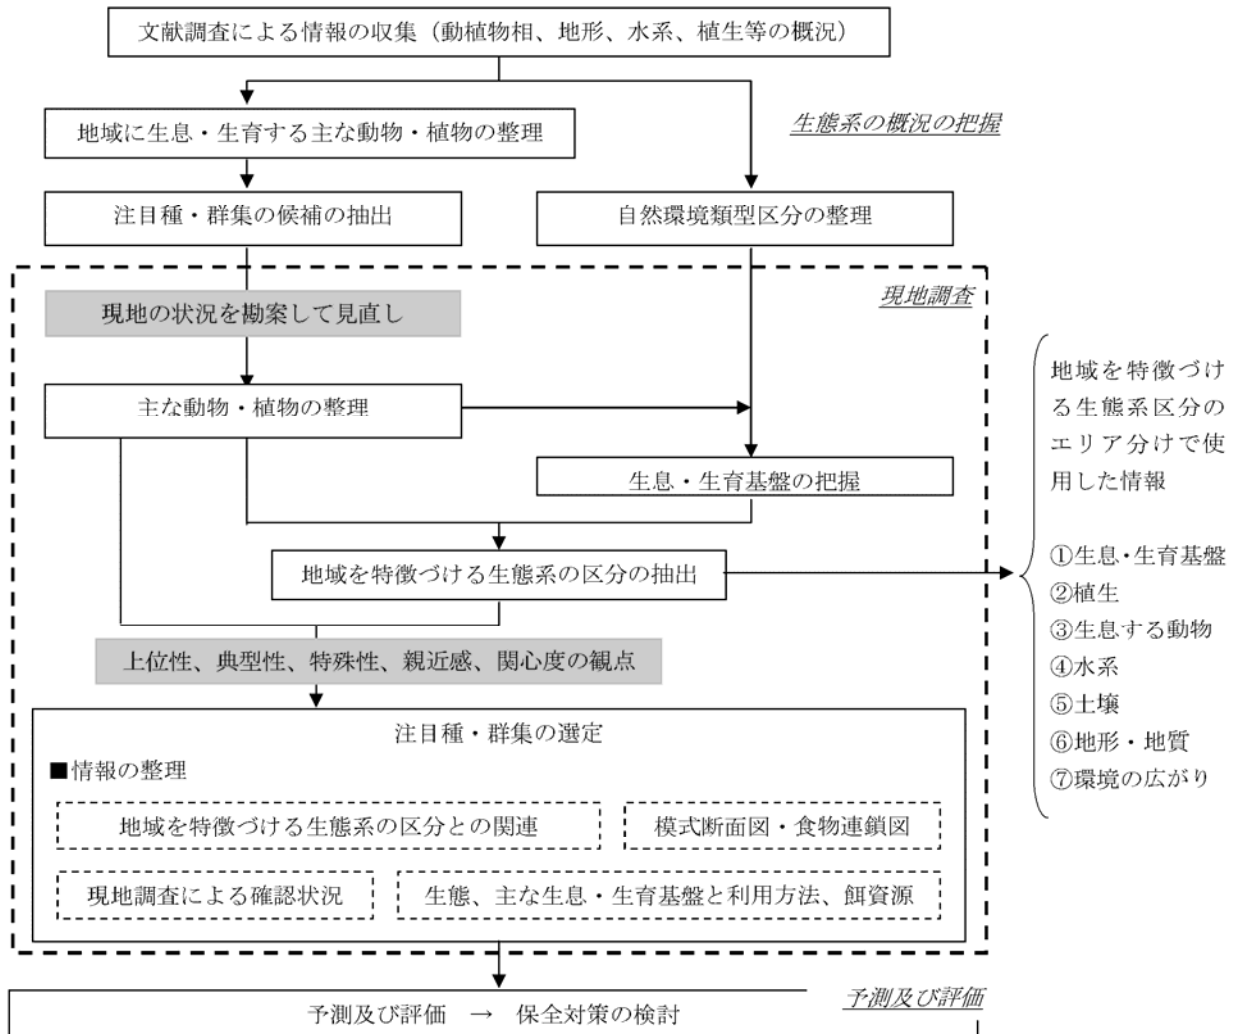 文献調査による情報の収集（動植物相、地形、水系、植生等の概況）
地域に生息・生育する主な動物・植物の整理
生態系の概況の把握
注目種・群集の候補の抽出
自然環境類型区分の整理
現地調査
現地の状況を勘案して見直し
主な動物・植物の整理
生息・生育基盤の把握
地域を特徴づける生態系の区分の抽出
上位性、典型性、特殊性、親近感、関心度の観点
注目種・群集の選定
■情報の整理
地域を特徴づける生態系の区分との関連
模式断面図・食物連鎖図
現地調査による確認状況
生態、主な生息・生育基盤と利用方法、餌資源
地域を特徴づけ
る生態系区分の
エリア分けで使
用した情報
①生息・生育基盤
②植生
③生息する動物
④水系
⑤土壌
⑥地形・地質
⑦環境の広がり
予測及び評価
予測及び評価　→　保全対策の検討